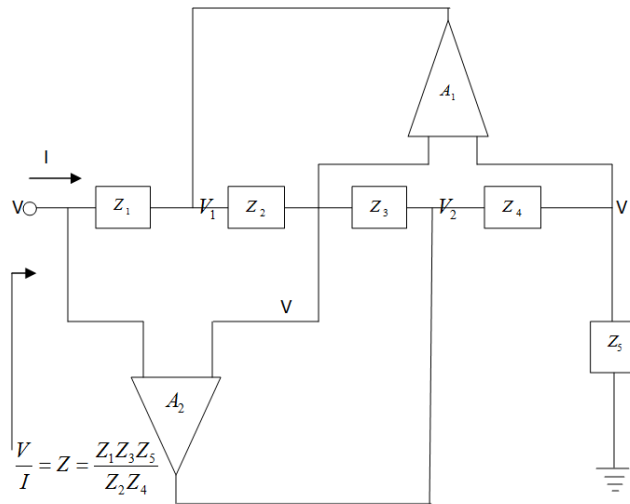 A₁
I
V
Z₁
V₁
Z₂
Z₃
V₂
Z₄
V
V
Z₅
A₂
V/I = Z = Z₁Z₃Z₅/Z₂Z₄